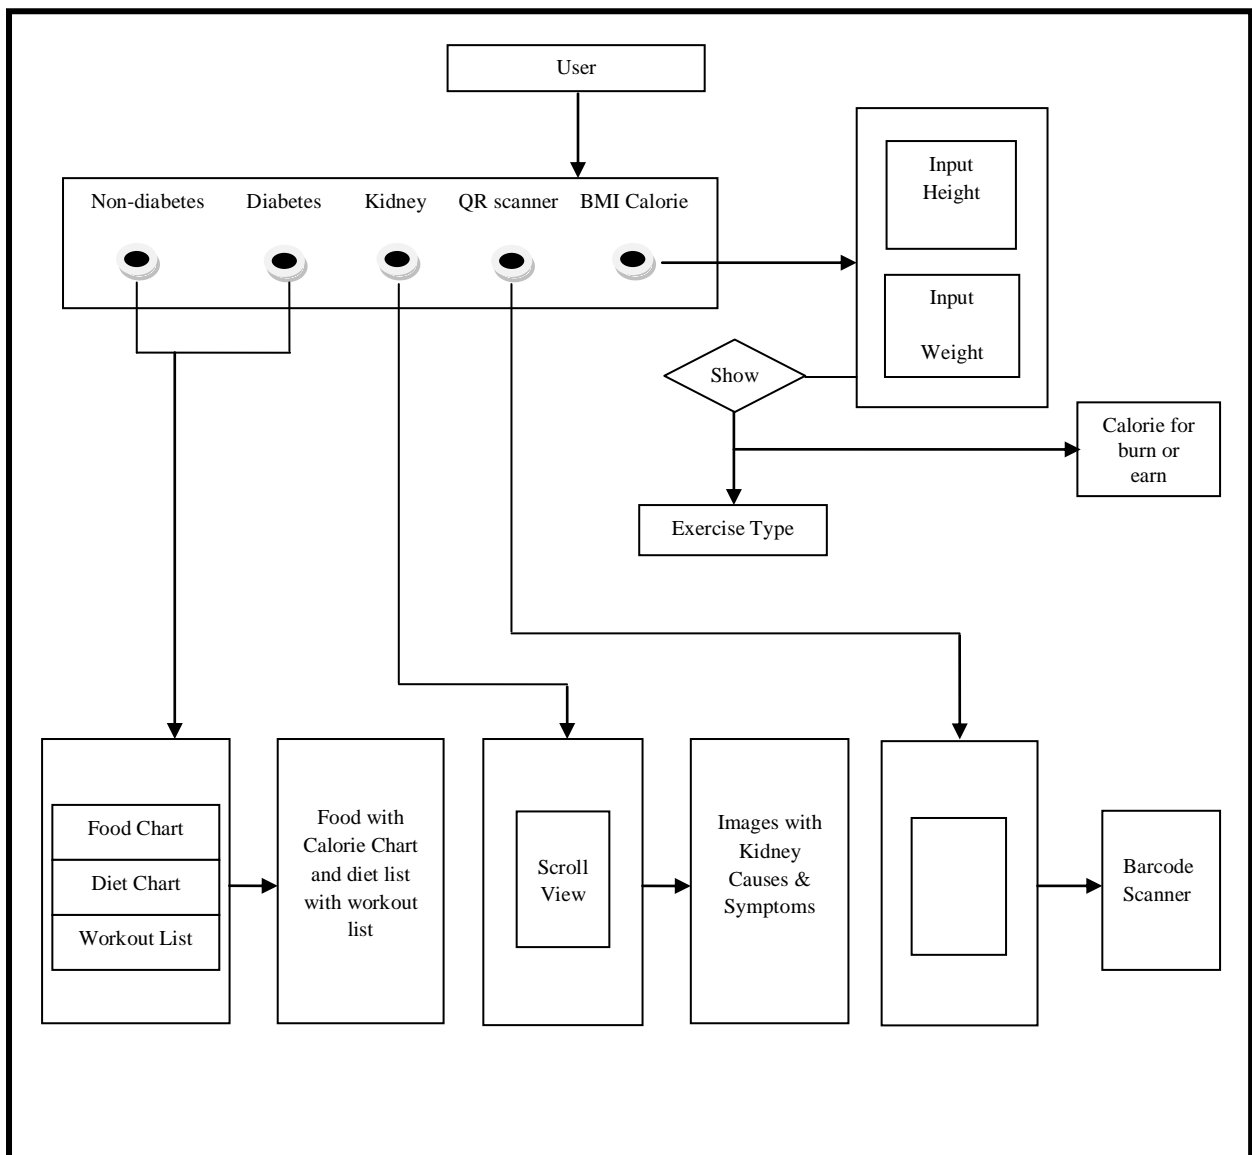 User
Non-diabetes
Diabetes
Kidney
QR scanner
BMI Calorie
Input
Height
Input
Weight
Show
Calorie for
burn or
earn
Exercise Type
Food Chart
Diet Chart
Workout List
Food with
Calorie Chart
and diet list
with workout
list
Scroll
View
Images with
Kidney
Causes &
Symptoms
Barcode
Scanner